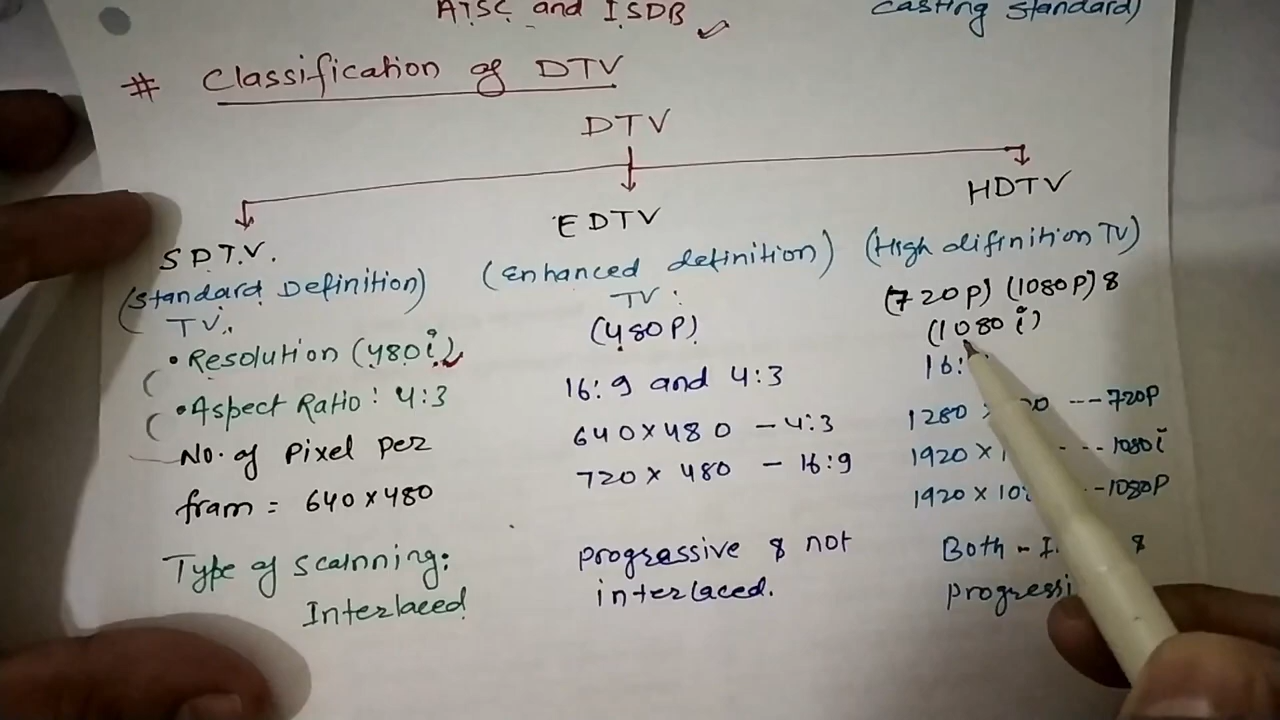 ATSC and ISDB
casting standard)
# Classification of DTV
DTV
SDTV.
(Standard Definition)
TV.
• Resolution (480i)
• Aspect Ratio: 4:3
No. of Pixel per
fram = 640 x 480
Type of scanning:
Interlaced
EDTV
(Enhanced definition)
TV.
(480P)
16:9 and 4:3
640x480 - 4:3
720 x 480 - 16:9
progressive & not
interlaced.
HDTV
(High difinition TV)
(720P) (1080P) &
(1080i)
16:
1280 --- 720P
1920 x --- 1080i
1920 x - 1080P
Both - &